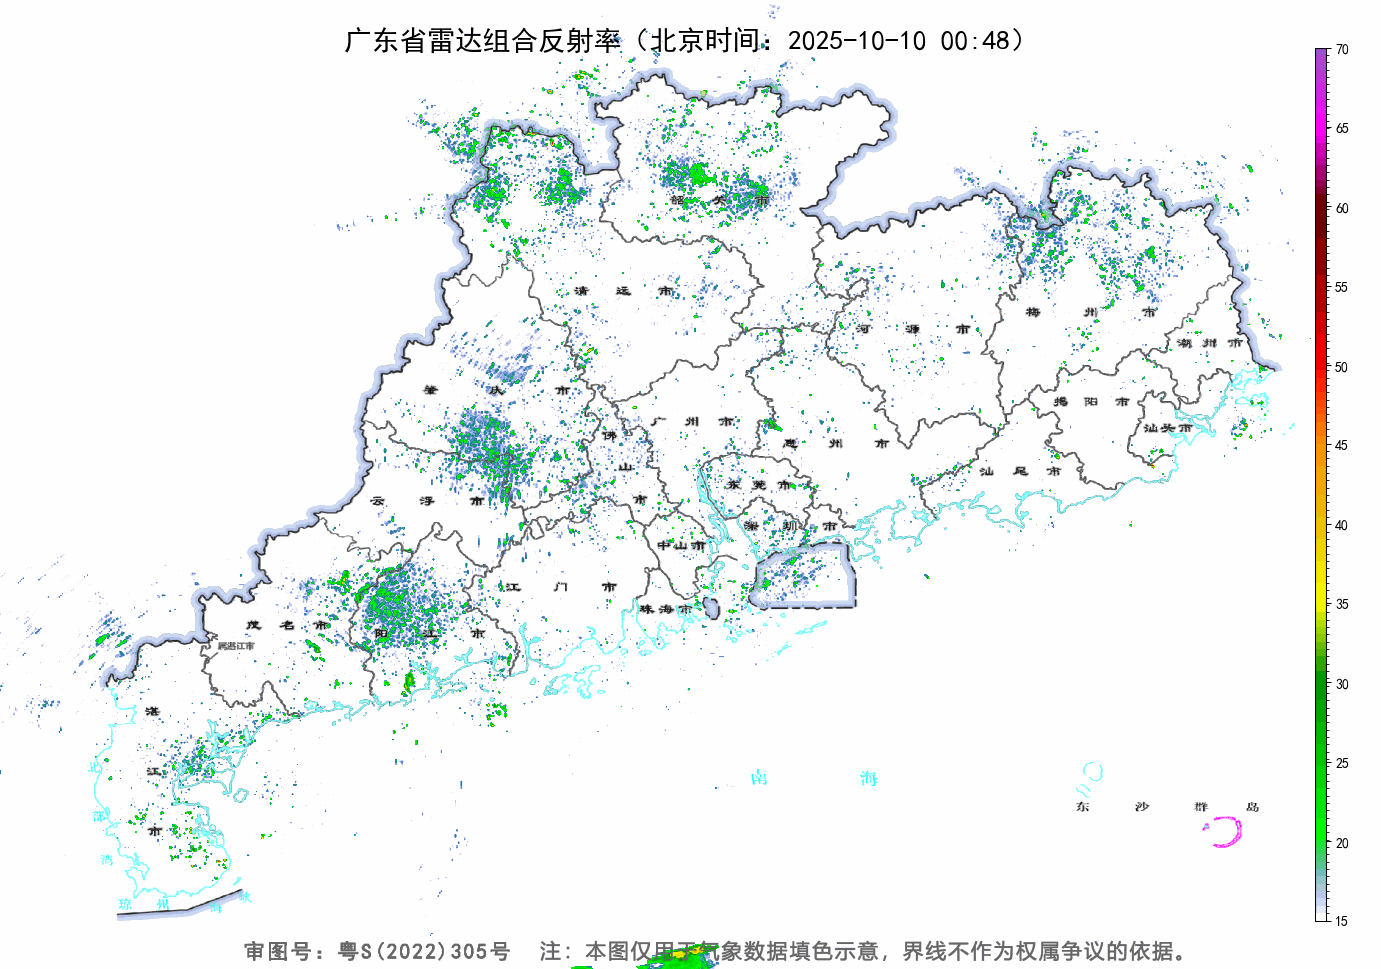 广东省雷达组合反射率（北京时间：2025-10-10 00:48）
70
65
60
55
50
45
40
35
30
25
20
15
韶关市
清远市
河源市
梅州市
潮州市
肇庆市
广州市
佛山市
惠州市
揭阳市
汕头市
汕尾市
云浮市
东莞市
深圳市
中山市
江门市
珠海市
茂名市
阳江市
属湛江市
湛江市
北部湾
琼州海峡
南海
东沙群岛
审图号：粤S(2022)305号 注：本图仅用于气象数据填色示意，界线不作为权属争议的依据。